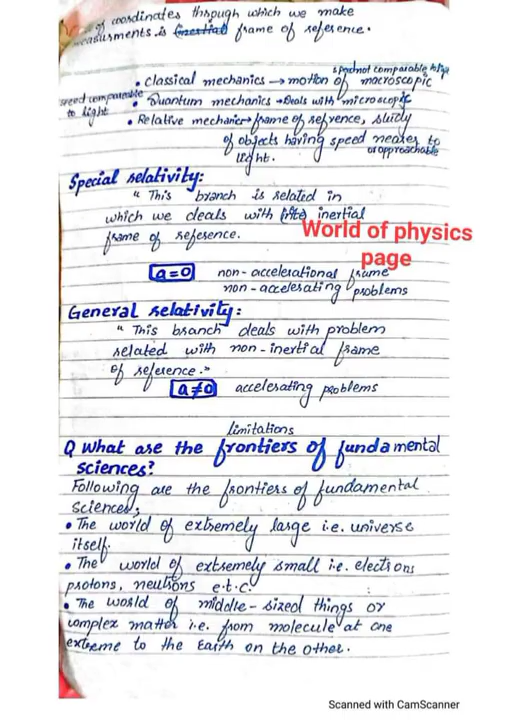 of coordinates through which we make
measurments.is inertial frame of reference.
speed not comparable
• Classical mechanics → motion of macroscopic
speed comparable
to light
• Quantum mechanics → Deals with microscopic
• Relative mechanics → frame of refrence, study
of objects having speed nearer to
or approachable
light.
Special relativity:
" This branch is related in
which we deals with inertial
frame of reference.
World of physics
page
a=0 non-accelerational frame
non-accelerating problems
General relativity:
" This branch deals with problem
related with non-inertial frame
of reference."
a≠0 accelerating problems
limitations
Q What are the frontiers of fundamental
sciences?
Following are the frontiers of fundamental
Sciences;
• The world of extremely large i.e. universe
itself.
• The world of extremely small i.e. electrons
protons, neutrons e.t.c.
• The world of middle-sized things or
complex matter i.e. from molecule at one
extreme to the Earth on the other.
Scanned with CamScanner